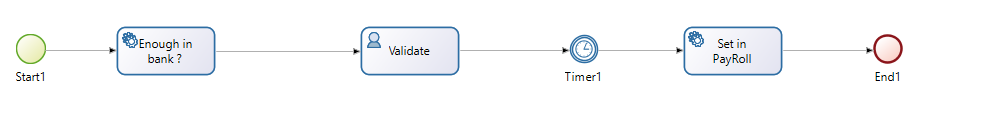 Start1
Enough in
bank ?
Validate
Timer1
Set in
PayRoll
End1